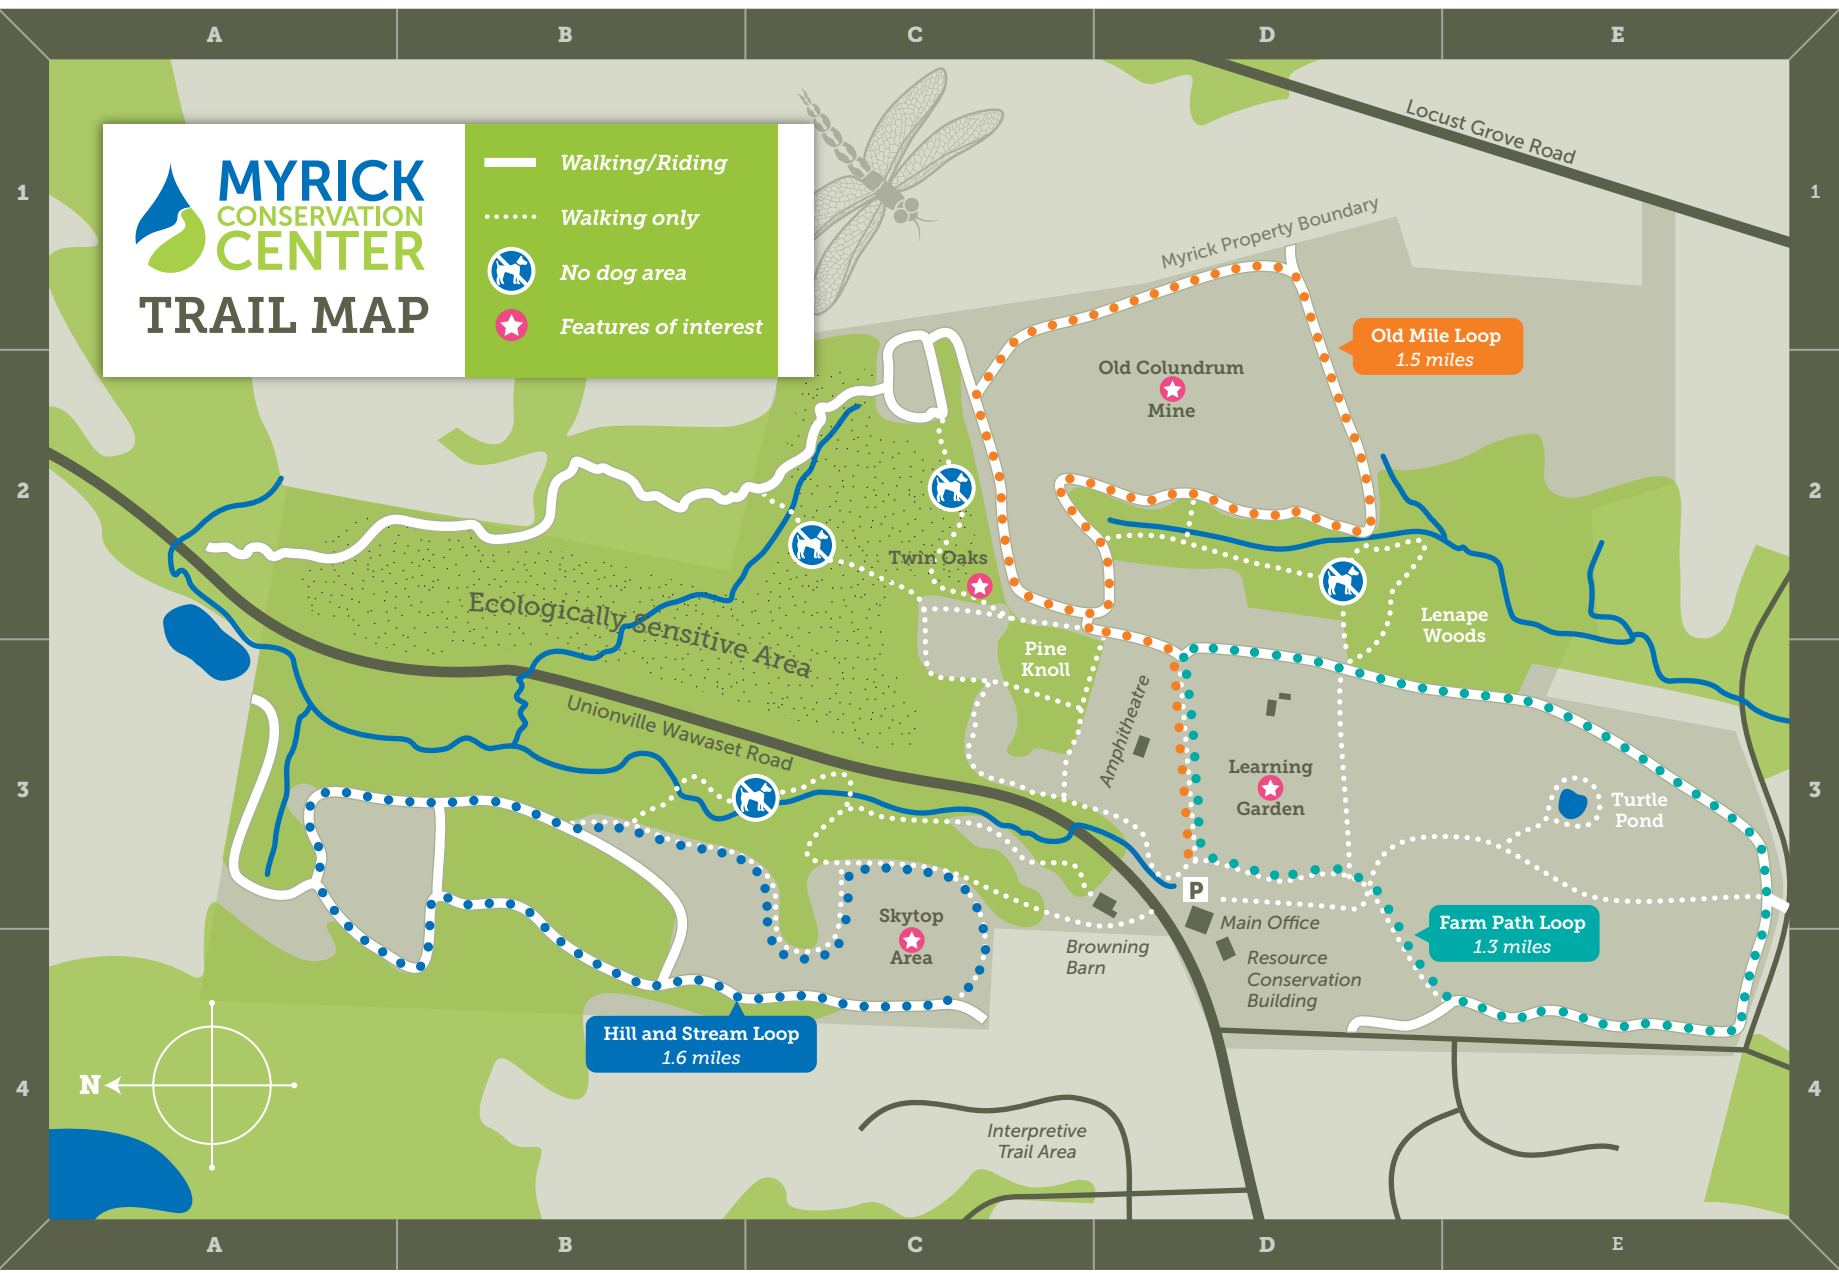 A B C D E
1
1
2
2
3
3
4
4
MYRICK
CONSERVATION
CENTER
TRAIL MAP
Walking/Riding
Walking only
No dog area
Features of interest
Locust Grove Road
Myrick Property Boundary
Old Mile Loop
1.5 miles
Old Colundrum
Mine
Twin Oaks
Ecologically Sensitive Area
Lenape
Woods
Pine
Knoll
Amphitheatre
Unionville Wawaset Road
Learning
Garden
Turtle
Pond
P
Skytop
Area
Main Office
Farm Path Loop
1.3 miles
Browning
Barn
Resource
Conservation
Building
Hill and Stream Loop
1.6 miles
N
Interpretive
Trail Area
A B C D E